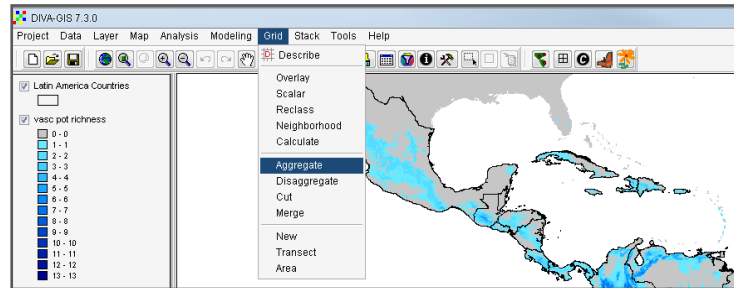 DIVA-GIS 7.3.0
Project Data Layer Map Analysis Modeling Grid Stack Tools Help
Describe
Overlay
Scalar
Reclass
Neighborhood
Calculate
Aggregate
Disaggregate
Cut
Merge
New
Transect
Area
Latin America Countries
vasc pot richness
0 - 0
1 - 1
2 - 2
3 - 3
4 - 4
5 - 5
6 - 6
7 - 7
8 - 8
9 - 9
10 - 10
11 - 11
12 - 12
13 - 13